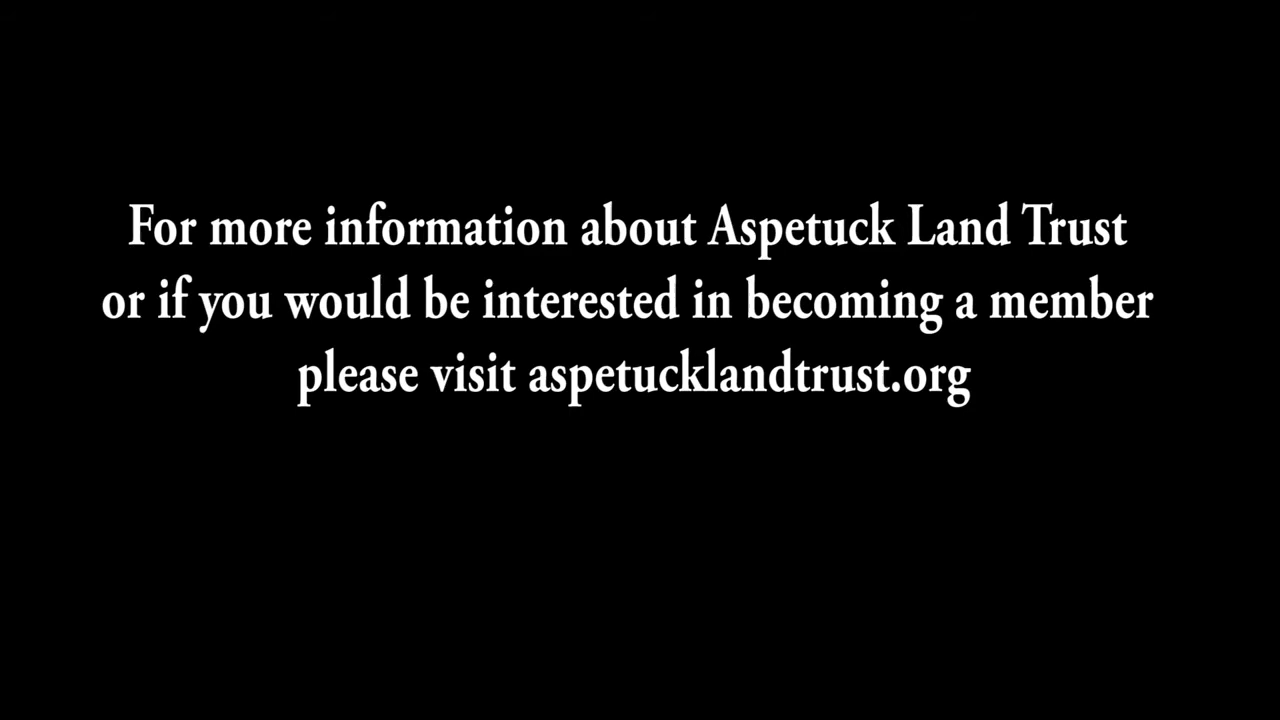 For more information about Aspetuck Land Trust
or if you would be interested in becoming a member
please visit aspetucklandtrust.org